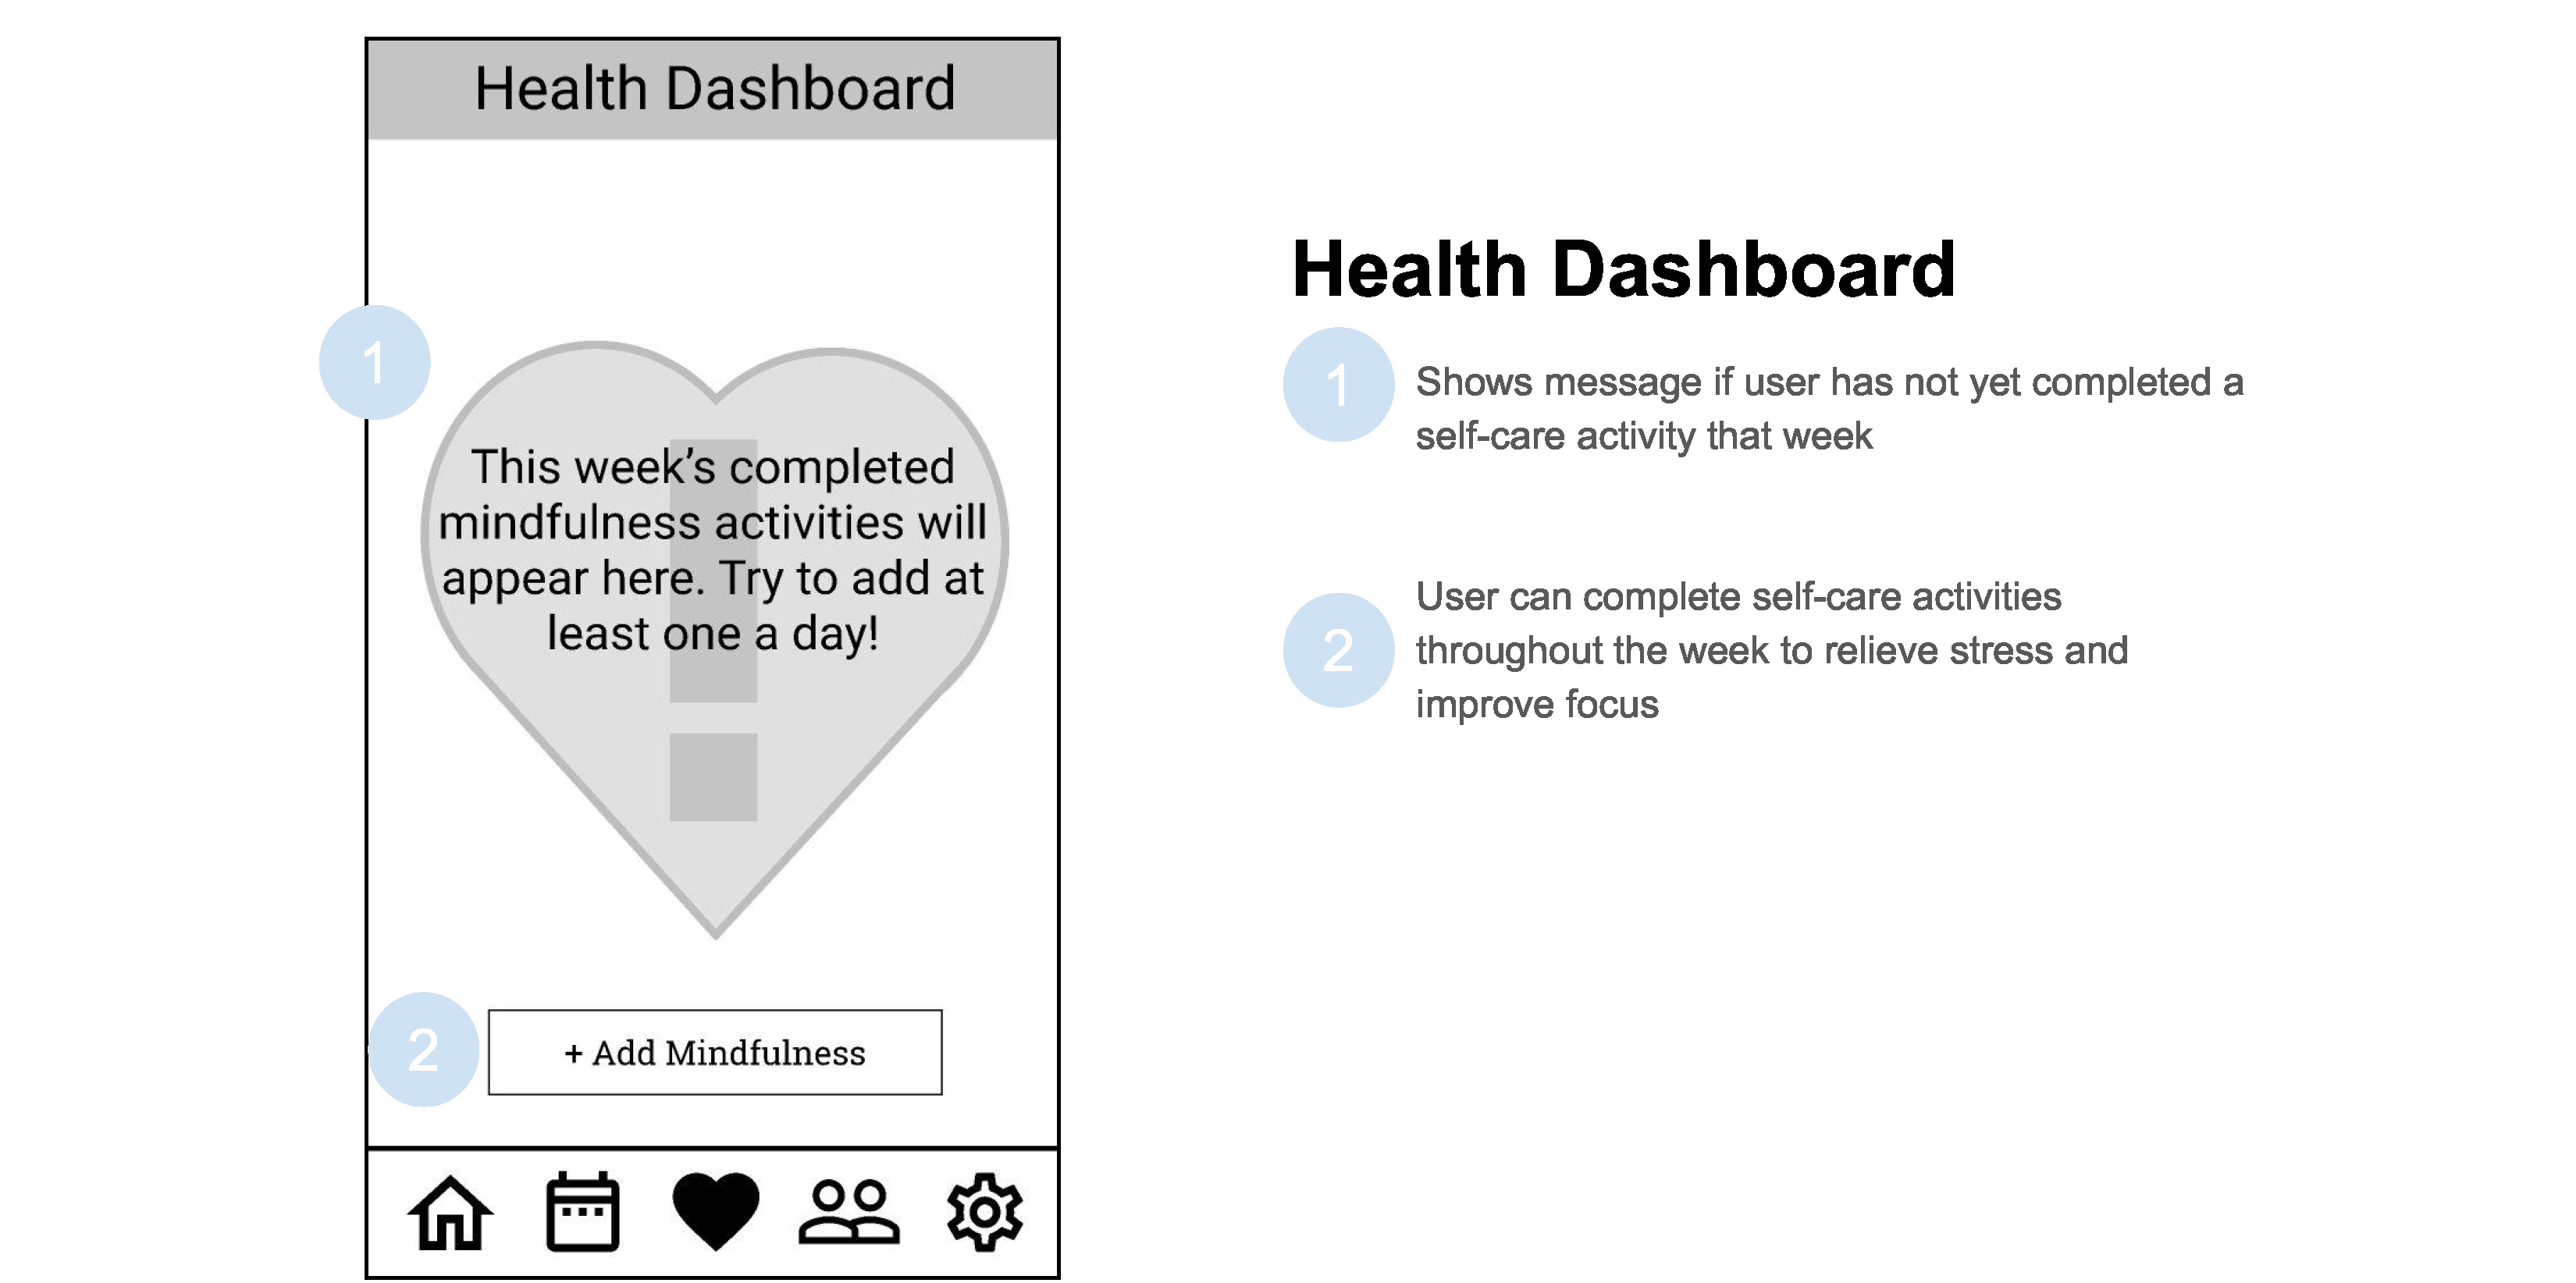 Health Dashboard
1
This week’s completed
mindfulness activities will
appear here. Try to add at
least one a day!
2
+ Add Mindfulness
Health Dashboard
1
Shows message if user has not yet completed a
self-care activity that week
2
User can complete self-care activities
throughout the week to relieve stress and
improve focus